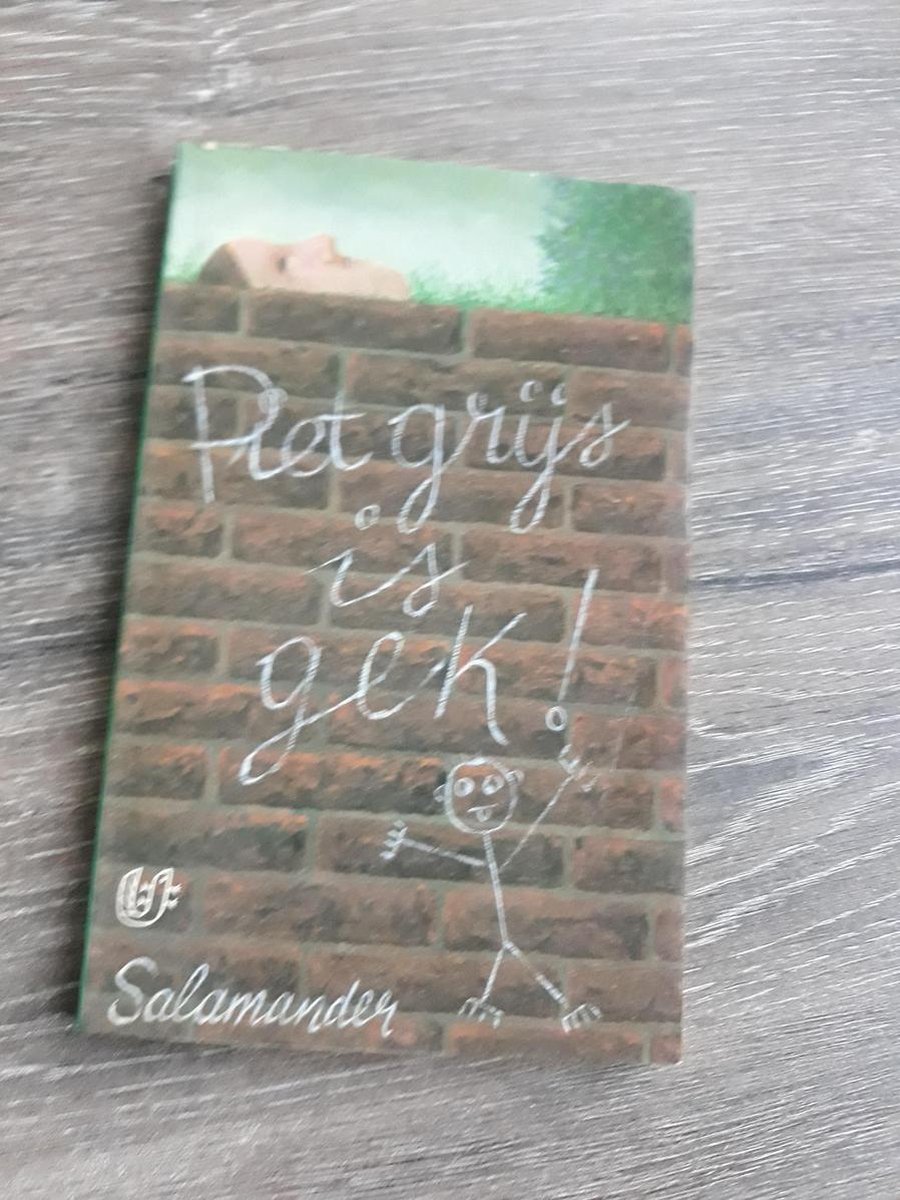 Piet grijs
is
gek!
Salamander